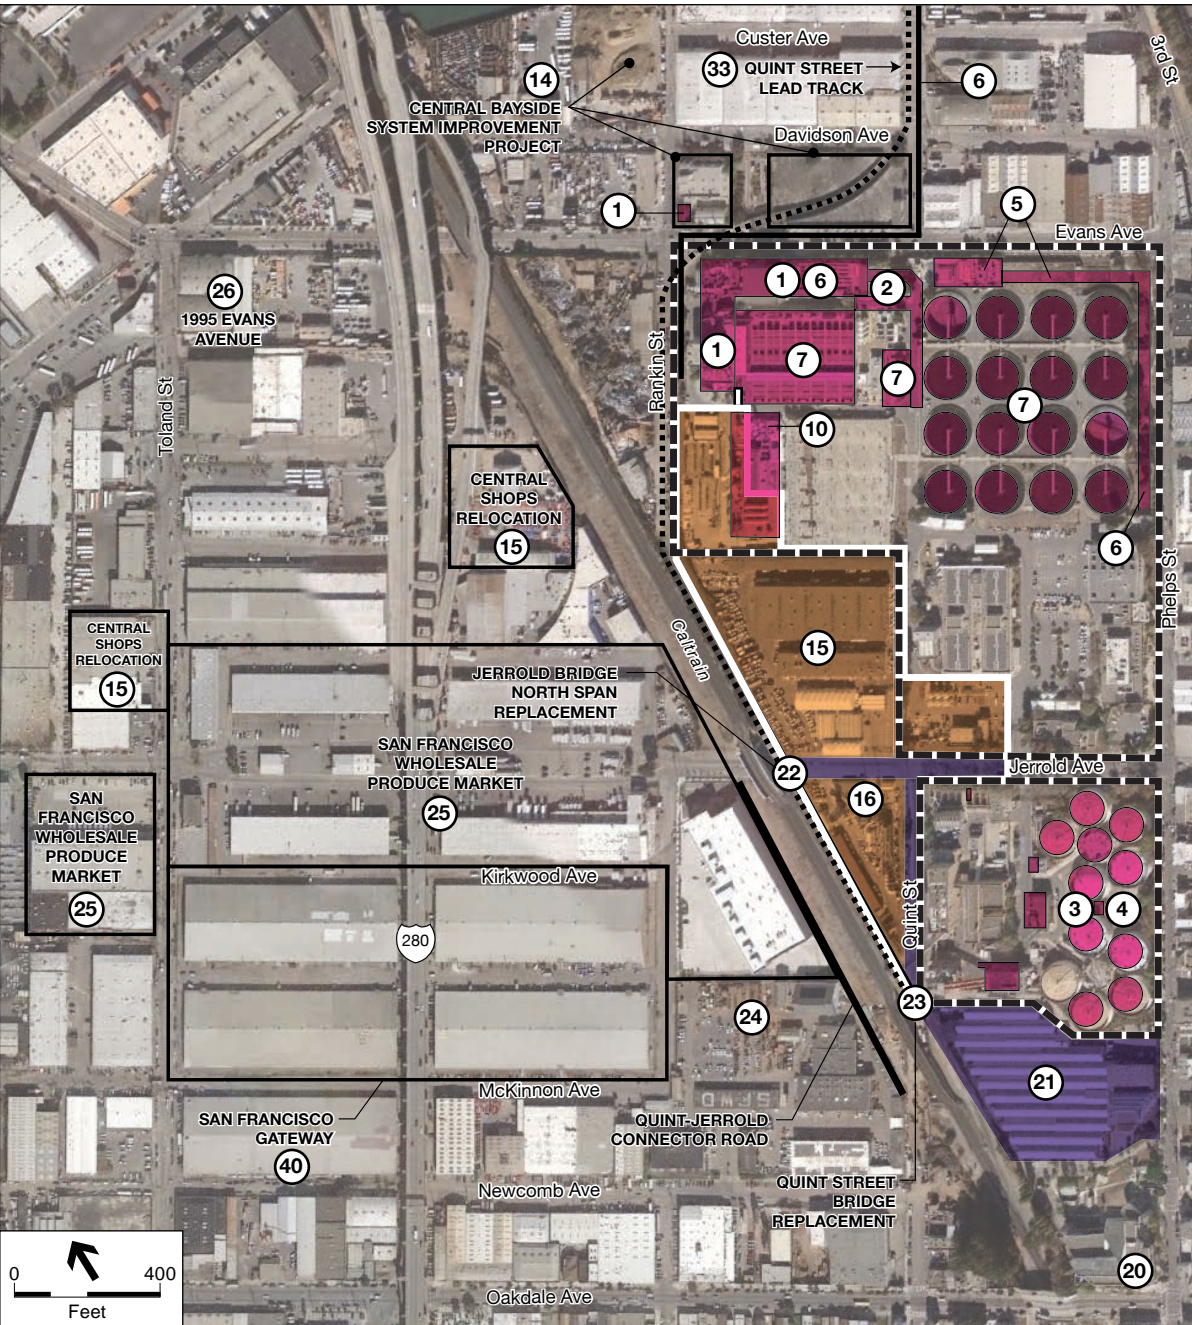 Custer Ave
3rd St
33
QUINT STREET
LEAD TRACK
6
14
CENTRAL BAYSIDE
SYSTEM IMPROVEMENT
PROJECT
Davidson Ave
1
5
Evans Ave
26
1995 EVANS
AVENUE
1
6
2
Rankin St
1
7
7
7
Toland St
10
CENTRAL
SHOPS
RELOCATION
15
6
Phelps St
CENTRAL
SHOPS
RELOCATION
15
Caltrain
15
JERROLD BRIDGE
NORTH SPAN
REPLACEMENT
SAN FRANCISCO
WHOLESALE
PRODUCE MARKET
25
22
Jerrold Ave
16
SAN
FRANCISCO
WHOLESALE
PRODUCE
MARKET
25
Kirkwood Ave
280
Quint St
3
4
23
24
21
McKinnon Ave
SAN FRANCISCO
GATEWAY
40
QUINT-JERROLD
CONNECTOR ROAD
SFWD
QUINT STREET
BRIDGE
REPLACEMENT
Newcomb Ave
20
0
400
Feet
Oakdale Ave